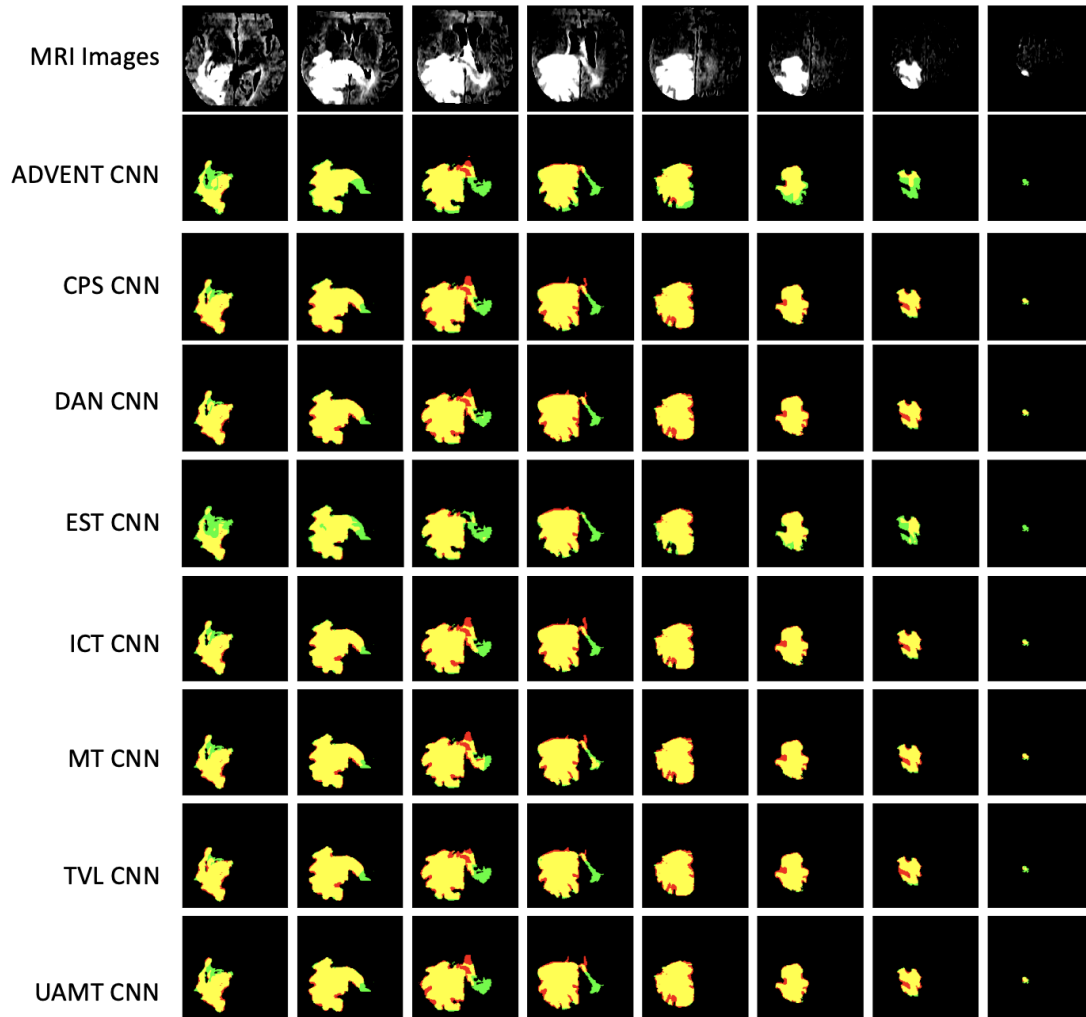 MRI Images
ADVENT CNN
CPS CNN
DAN CNN
EST CNN
ICT CNN
MT CNN
TVL CNN
UAMT CNN